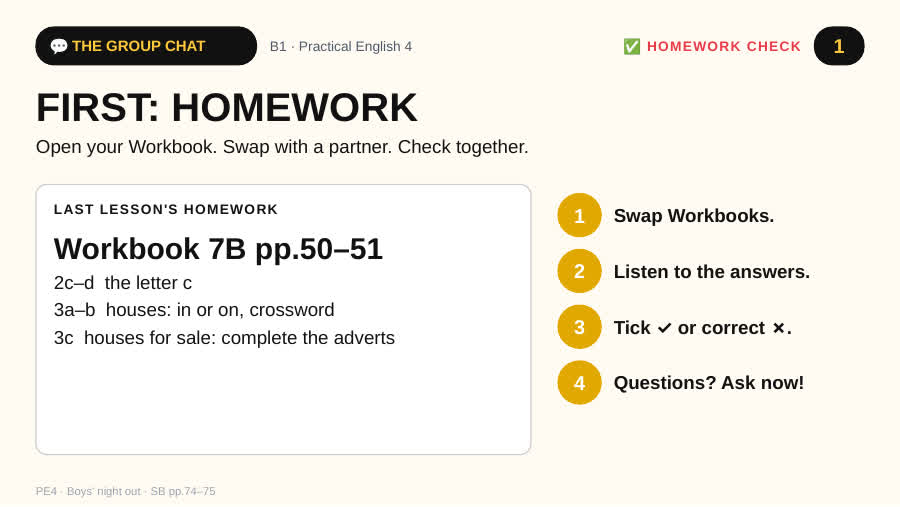 💬 THE GROUP CHAT
B1 · Practical English 4
✅ HOMEWORK CHECK
1
FIRST: HOMEWORK
Open your Workbook. Swap with a partner. Check together.
LAST LESSON'S HOMEWORK
Workbook 7B pp.50–51
2c–d the letter c
3a–b houses: in or on, crossword
3c houses for sale: complete the adverts
1 Swap Workbooks.
2 Listen to the answers.
3 Tick ✓ or correct ✗.
4 Questions? Ask now!
PE4 · Boys' night out · SB pp.74–75